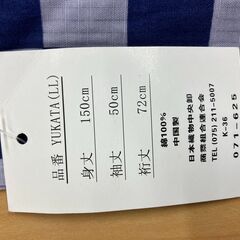 品番 YUKATA(LL)
身丈 150cm
袖丈 50cm
裄丈 72cm
綿100%
中国製
日本織物中央卸
商業組合連合会
TEL (075)211-5007
K-36
071-625